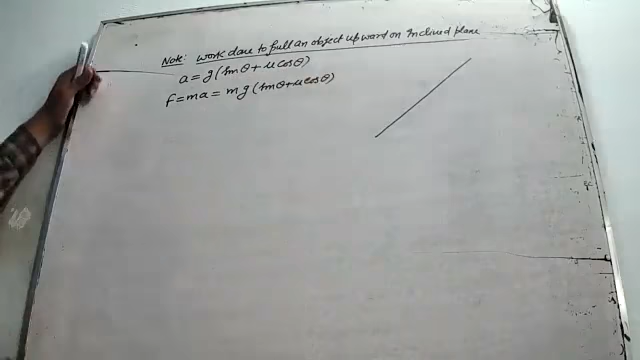 Note: work done to pull an object upward on Inclined plane
a = g(sinθ + μcosθ)
F = ma = mg(sinθ + μcosθ)